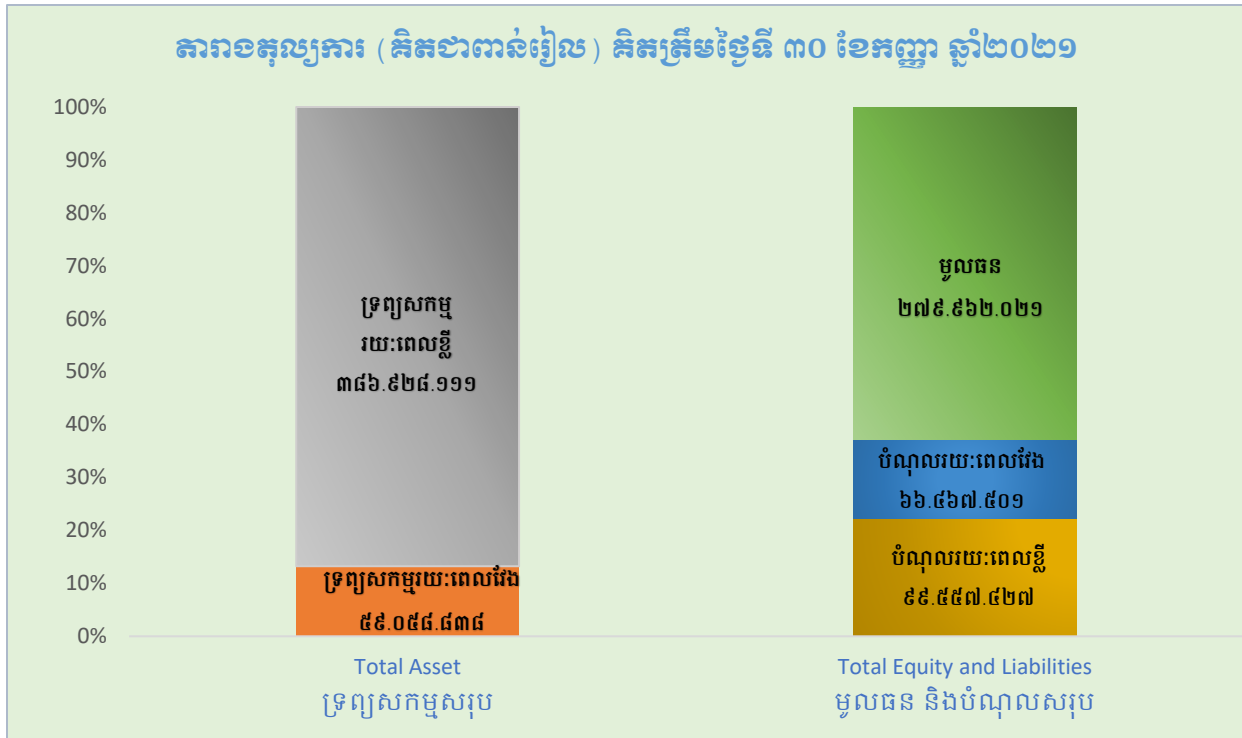 តារាងតុល្យការ (គិតជាពាន់រៀល) គិតត្រឹមថ្ងៃទី ៣០ ខែកញ្ញា ឆ្នាំ២០២១
100%
90%
80%
70%
60%
50%
40%
30%
20%
10%
0%
ទ្រព្យសកម្ម
រយៈពេលខ្លី
៣៨៦.៩២៨.១១១
ទ្រព្យសកម្មរយៈពេលវែង
៥៩.០៥៨.៨៣៨
មូលធន
២៧៩.៩៦២.០២១
បំណុលរយៈពេលវែង
៦៦.៤៦៧.៥០១
បំណុលរយៈពេលខ្លី
៩៩.៥៥៧.៤២៧
Total Asset
ទ្រព្យសកម្មសរុប
Total Equity and Liabilities
មូលធន និងបំណុលសរុប